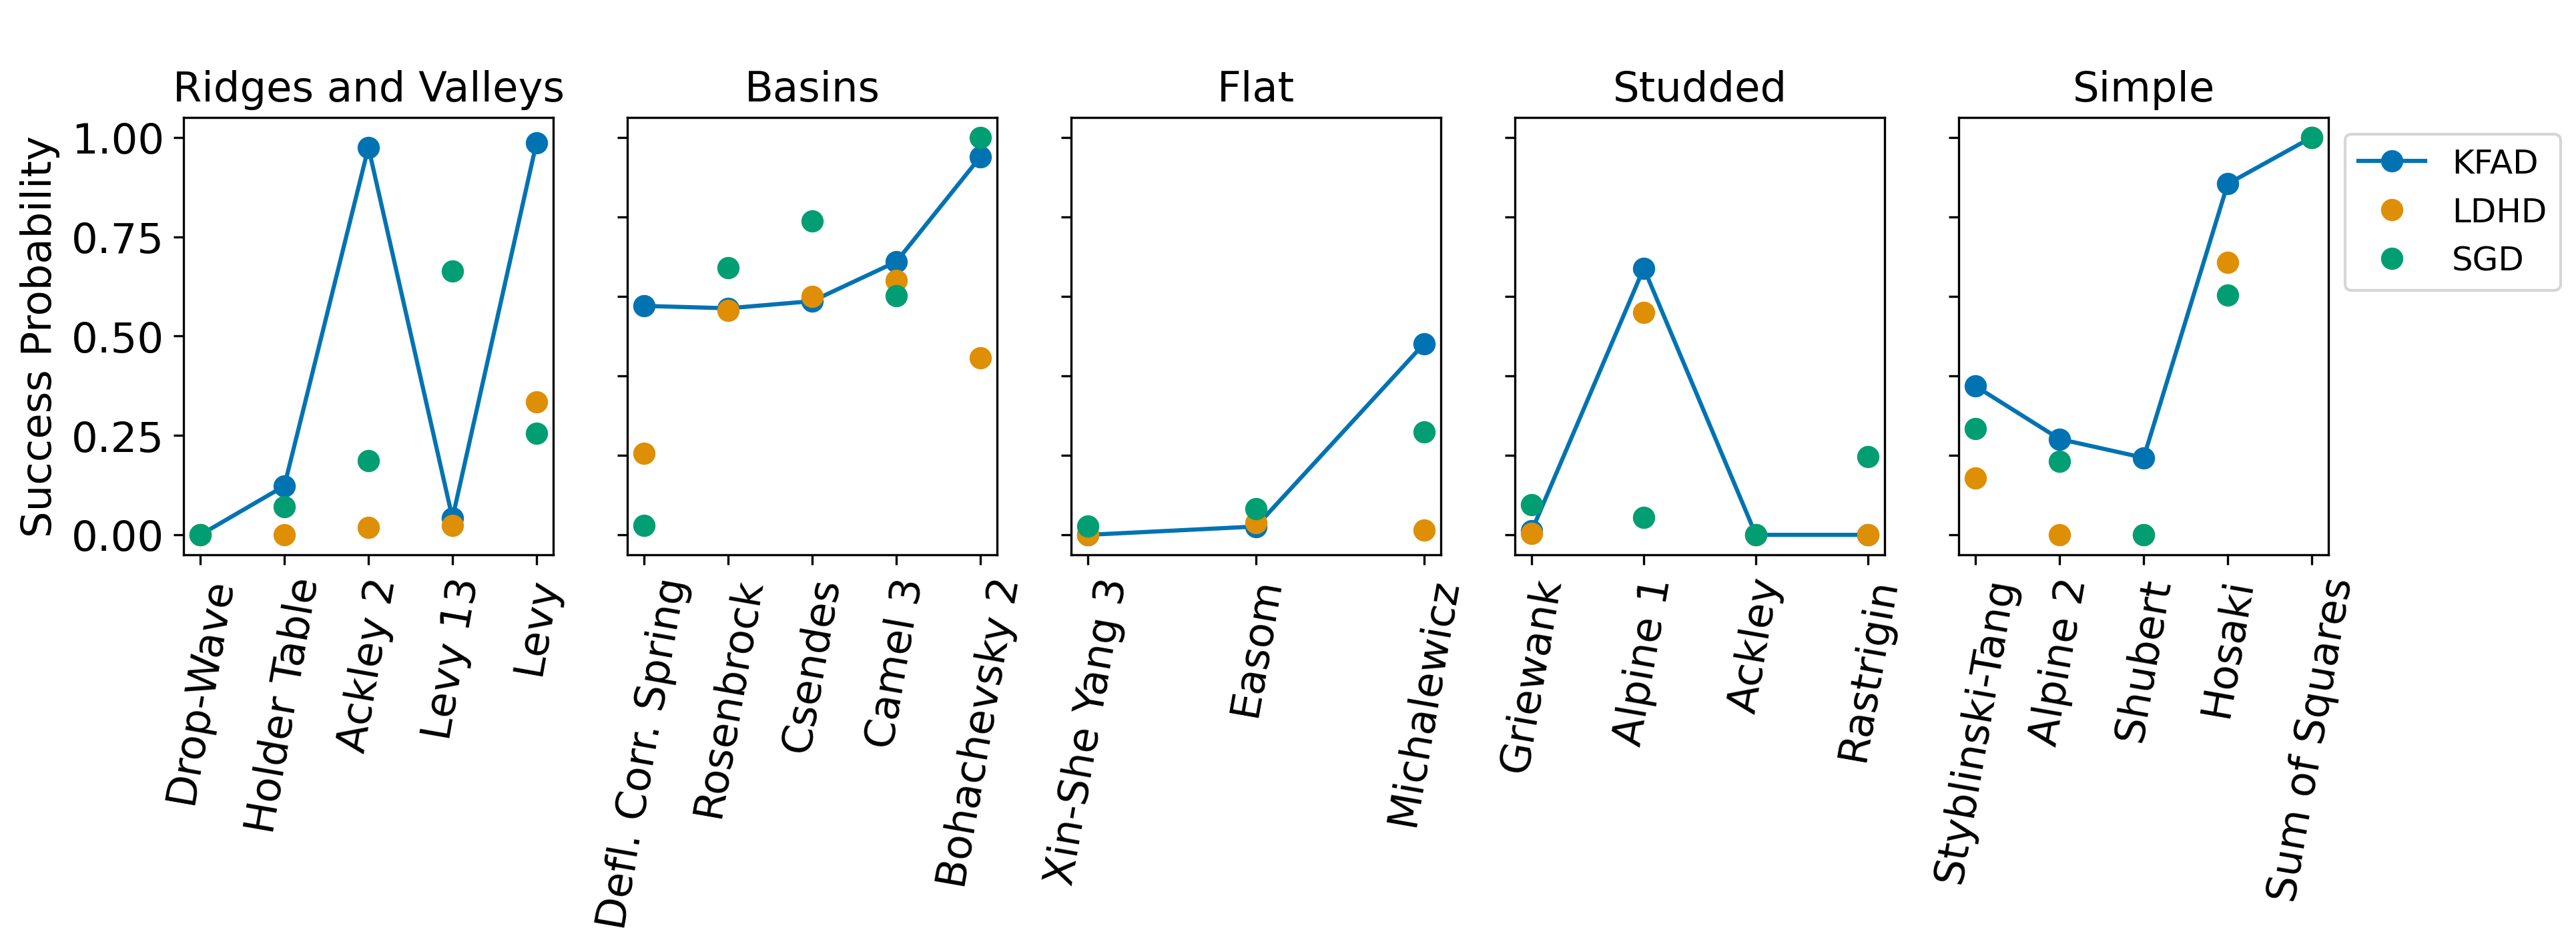 Ridges and Valleys
Basins
Flat
Studded
Simple
Success Probability
1.00
0.75
0.50
0.25
0.00
KFAD
LDHD
SGD
Drop-Wave
Holder Table
Ackley 2
Levy 13
Levy
Defl. Corr. Spring
Rosenbrock
Csendes
Camel 3
Bohachevsky 2
Xin-She Yang 3
Easom
Michalewicz
Griewank
Alpine 1
Ackley
Rastrigin
Styblinski-Tang
Alpine 2
Shubert
Hosaki
Sum of Squares